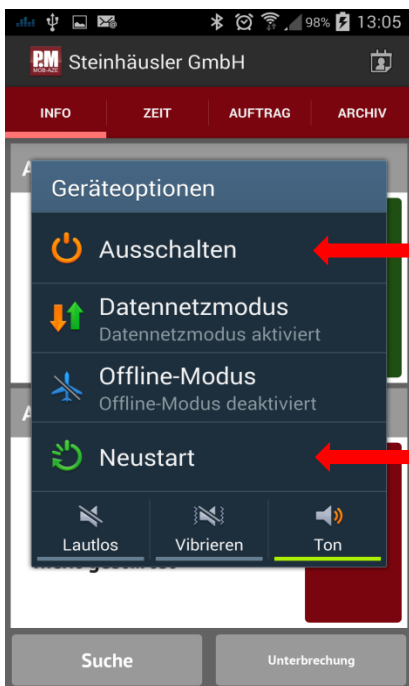 98% 13:05
P.M MOB-AZE Steinhäusler GmbH
INFO ZEIT AUFTRAG ARCHIV
Geräteoptionen
Ausschalten
Datennetzmodus
Datennetzmodus aktiviert
Offline-Modus
Offline-Modus deaktiviert
Neustart
Lautlos Vibrieren Ton
Suche Unterbrechung